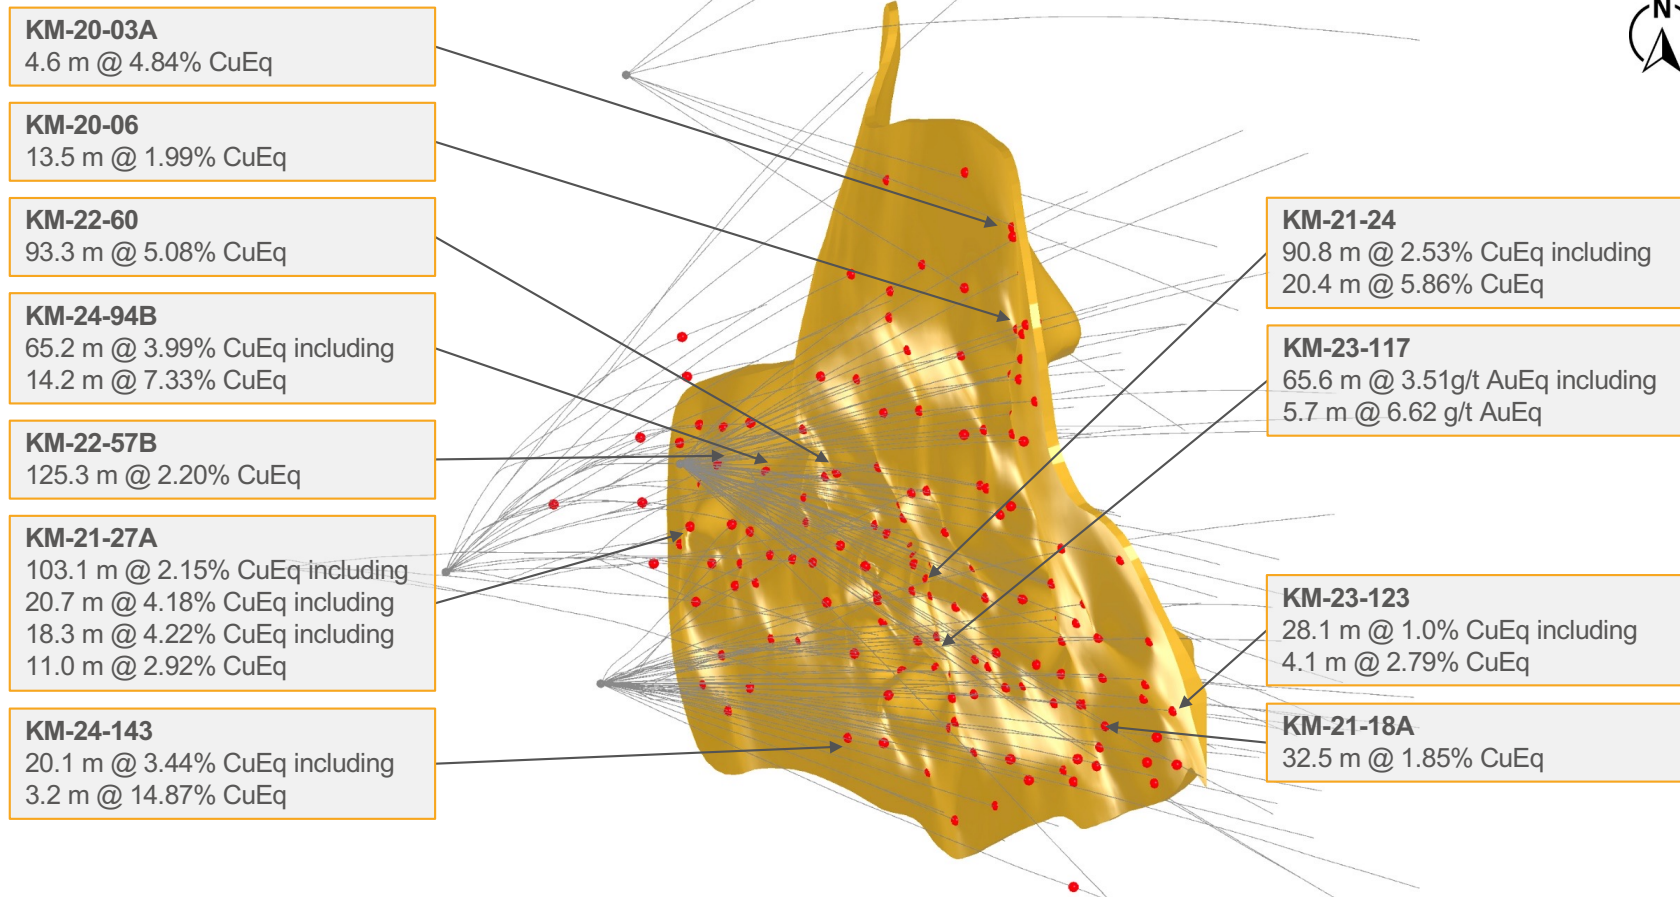 KM-20-03A
4.6 m @ 4.84% CuEq
KM-20-06
13.5 m @ 1.99% CuEq
KM-22-60
93.3 m @ 5.08% CuEq
KM-24-94B
65.2 m @ 3.99% CuEq including
14.2 m @ 7.33% CuEq
KM-22-57B
125.3 m @ 2.20% CuEq
KM-21-27A
103.1 m @ 2.15% CuEq including
20.7 m @ 4.18% CuEq including
18.3 m @ 4.22% CuEq including
11.0 m @ 2.92% CuEq
KM-24-143
20.1 m @ 3.44% CuEq including
3.2 m @ 14.87% CuEq
N
KM-21-24
90.8 m @ 2.53% CuEq including
20.4 m @ 5.86% CuEq
KM-23-117
65.6 m @ 3.51g/t AuEq including
5.7 m @ 6.62 g/t AuEq
KM-23-123
28.1 m @ 1.0% CuEq including
4.1 m @ 2.79% CuEq
KM-21-18A
32.5 m @ 1.85% CuEq